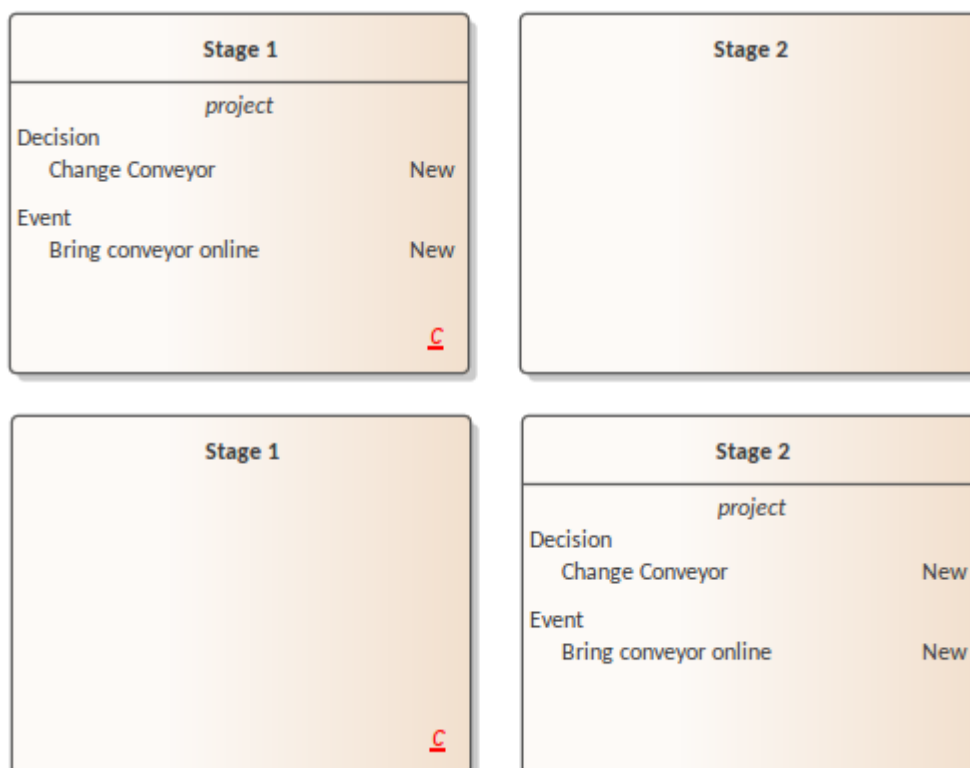 Stage 1
project
Decision
Change Conveyor New
Event
Bring conveyor online New
C
Stage 2
Stage 1
C
Stage 2
project
Decision
Change Conveyor New
Event
Bring conveyor online New